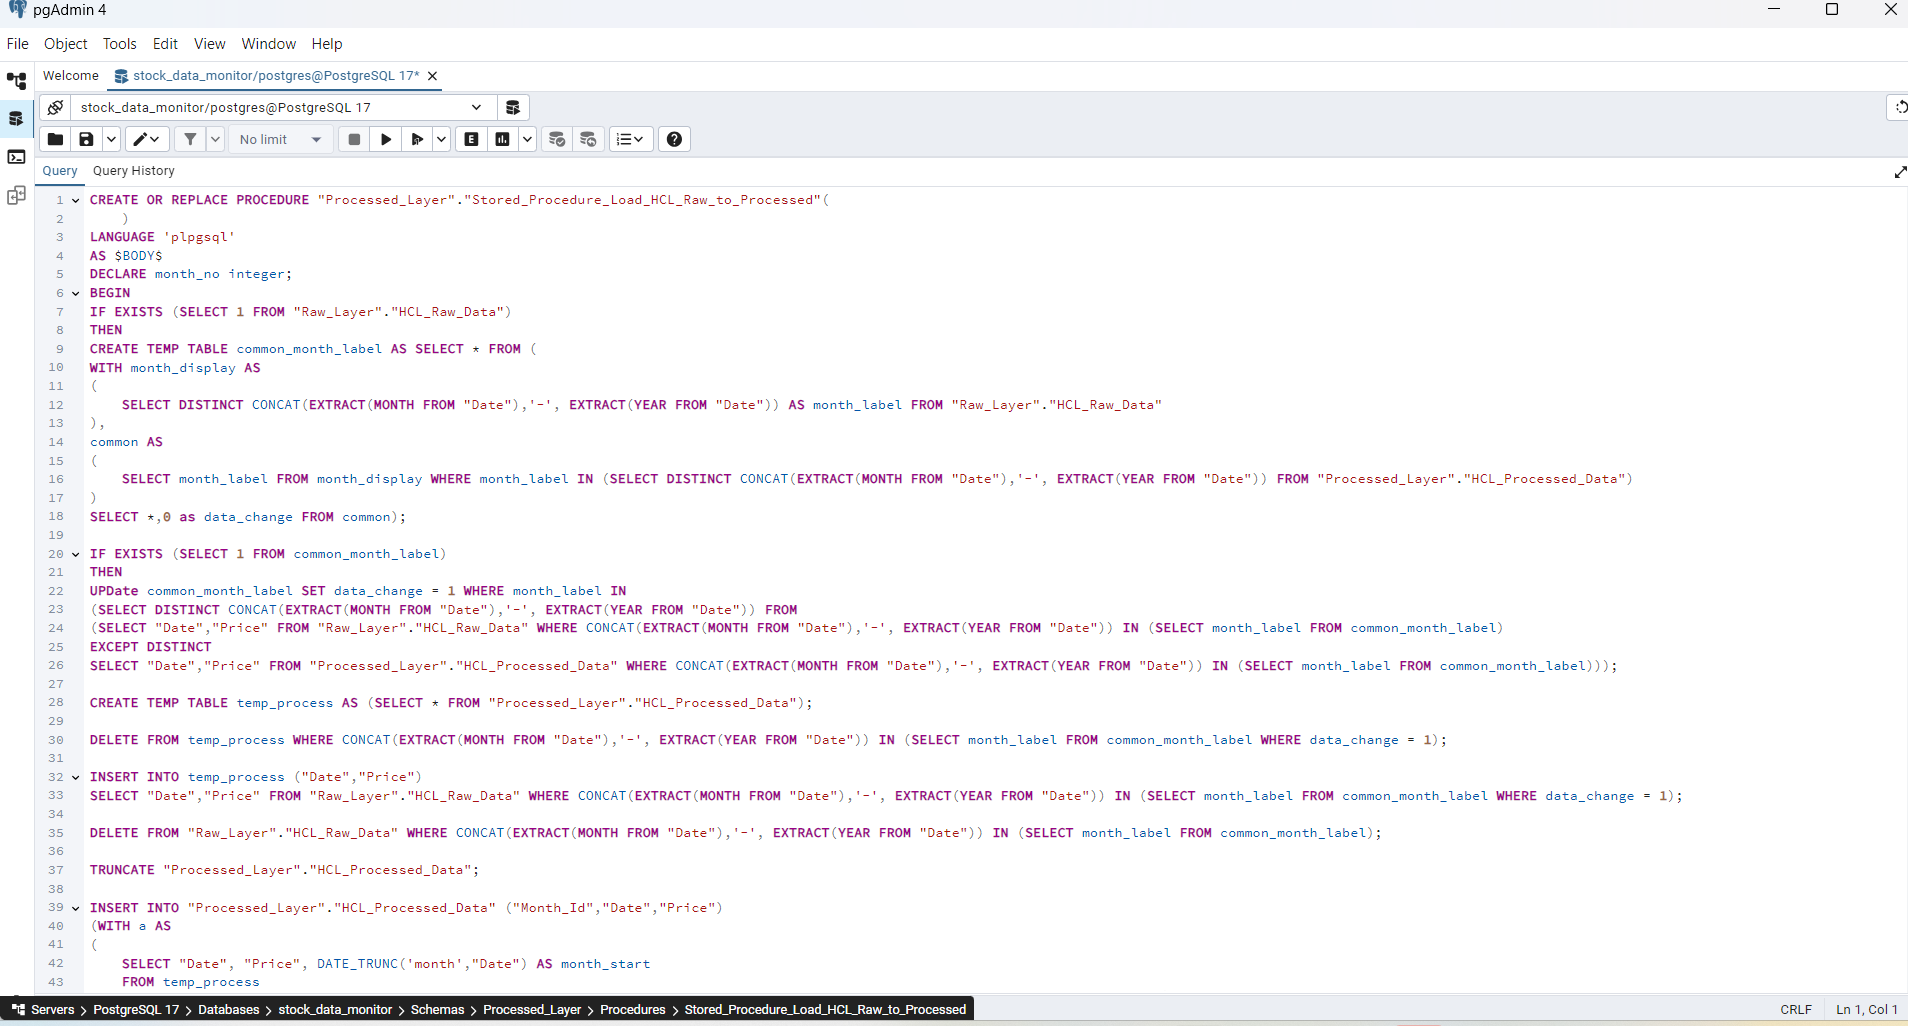 pgAdmin 4
File Object Tools Edit View Window Help
Welcome stock_data_monitor/postgres@PostgreSQL 17*
stock_data_monitor/postgres@PostgreSQL 17
No limit
E
Query Query History
1 CREATE OR REPLACE PROCEDURE "Processed_Layer"."Stored_Procedure_Load_HCL_Raw_to_Processed"(
2 )
3 LANGUAGE 'plpgsql'
4 AS $BODY$
5 DECLARE month_no integer;
6 BEGIN
7 IF EXISTS (SELECT 1 FROM "Raw_Layer"."HCL_Raw_Data")
8 THEN
9 CREATE TEMP TABLE common_month_label AS SELECT * FROM (
10 WITH month_display AS
11 (
12 SELECT DISTINCT CONCAT(EXTRACT(MONTH FROM "Date"),'-', EXTRACT(YEAR FROM "Date")) AS month_label FROM "Raw_Layer"."HCL_Raw_Data"
13 ),
14 common AS
15 (
16 SELECT month_label FROM month_display WHERE month_label IN (SELECT DISTINCT CONCAT(EXTRACT(MONTH FROM "Date"),'-', EXTRACT(YEAR FROM "Date")) FROM "Processed_Layer"."HCL_Processed_Data")
17 )
18 SELECT *,0 as data_change FROM common);
19
20 IF EXISTS (SELECT 1 FROM common_month_label)
21 THEN
22 UPDate common_month_label SET data_change = 1 WHERE month_label IN
23 (SELECT DISTINCT CONCAT(EXTRACT(MONTH FROM "Date"),'-', EXTRACT(YEAR FROM "Date")) FROM
24 (SELECT "Date","Price" FROM "Raw_Layer"."HCL_Raw_Data" WHERE CONCAT(EXTRACT(MONTH FROM "Date"),'-', EXTRACT(YEAR FROM "Date")) IN (SELECT month_label FROM common_month_label)
25 EXCEPT DISTINCT
26 SELECT "Date","Price" FROM "Processed_Layer"."HCL_Processed_Data" WHERE CONCAT(EXTRACT(MONTH FROM "Date"),'-', EXTRACT(YEAR FROM "Date")) IN (SELECT month_label FROM common_month_label)));
27
28 CREATE TEMP TABLE temp_process AS (SELECT * FROM "Processed_Layer"."HCL_Processed_Data");
29
30 DELETE FROM temp_process WHERE CONCAT(EXTRACT(MONTH FROM "Date"),'-', EXTRACT(YEAR FROM "Date")) IN (SELECT month_label FROM common_month_label WHERE data_change = 1);
31
32 INSERT INTO temp_process ("Date","Price")
33 SELECT "Date","Price" FROM "Raw_Layer"."HCL_Raw_Data" WHERE CONCAT(EXTRACT(MONTH FROM "Date"),'-', EXTRACT(YEAR FROM "Date")) IN (SELECT month_label FROM common_month_label WHERE data_change = 1);
34
35 DELETE FROM "Raw_Layer"."HCL_Raw_Data" WHERE CONCAT(EXTRACT(MONTH FROM "Date"),'-', EXTRACT(YEAR FROM "Date")) IN (SELECT month_label FROM common_month_label);
36
37 TRUNCATE "Processed_Layer"."HCL_Processed_Data";
38
39 INSERT INTO "Processed_Layer"."HCL_Processed_Data" ("Month_Id","Date","Price")
40 (WITH a AS
41 (
42 SELECT "Date", "Price", DATE_TRUNC('month',"Date") AS month_start
43 FROM temp_process
Servers > PostgreSQL 17 > Databases > stock_data_monitor > Schemas > Processed_Layer > Procedures > Stored_Procedure_Load_HCL_Raw_to_Processed
CRLF Ln 1, Col 1